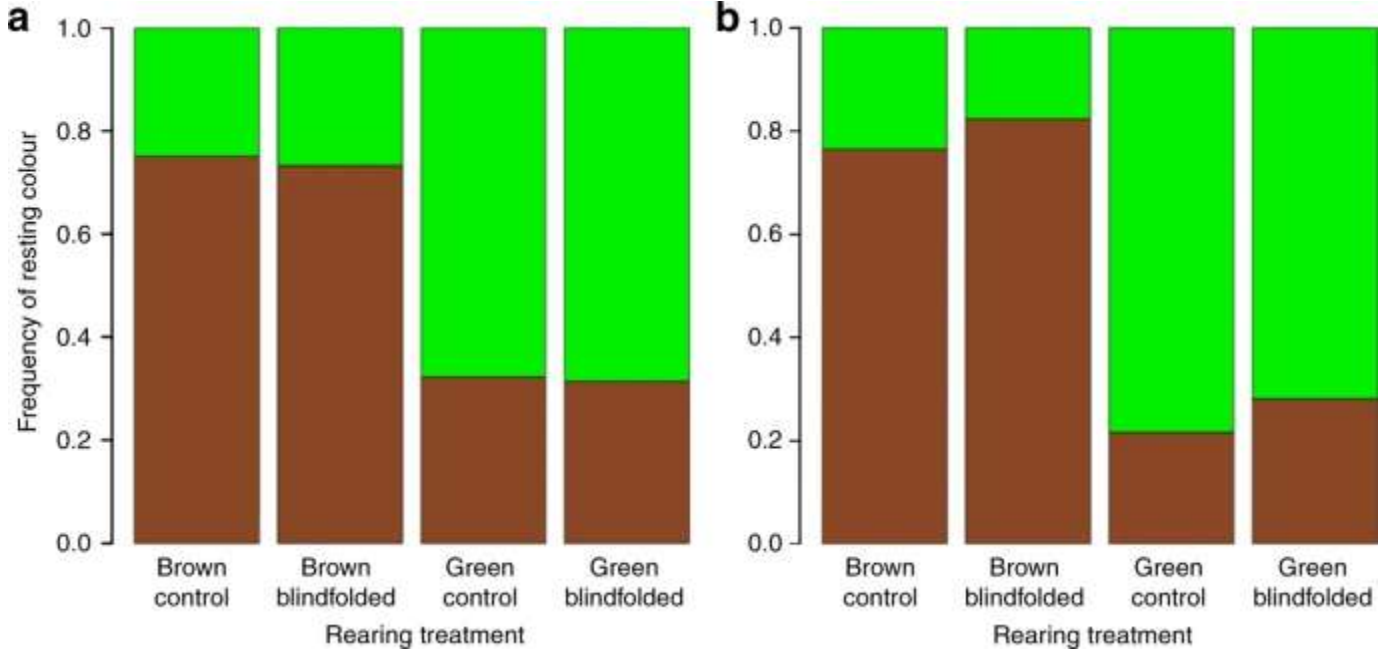 a
1.0
0.8
0.6
0.4
0.2
0.0
Frequency of resting colour
Brown control
Brown blindfolded
Green control
Green blindfolded
Rearing treatment
b
1.0
0.8
0.6
0.4
0.2
0.0
Brown control
Brown blindfolded
Green control
Green blindfolded
Rearing treatment